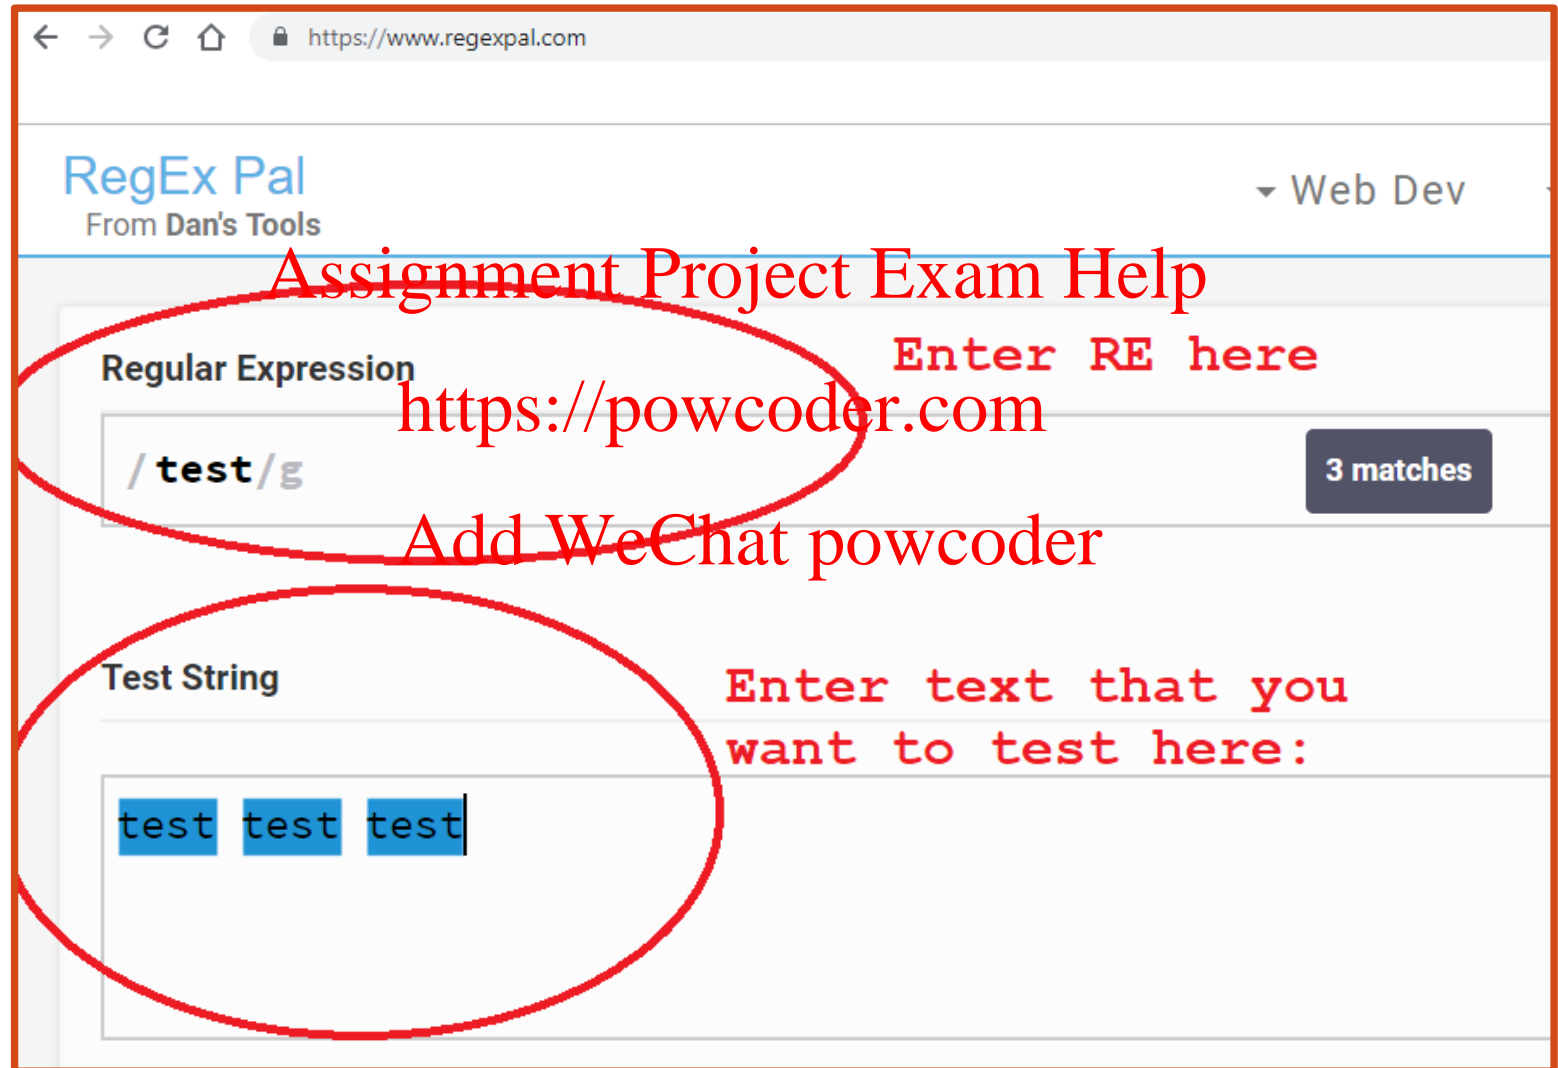 https://www.regexpal.com
RegEx Pal
Web Dev
From Dan's Tools
Assignment Project Exam Help
Enter RE here
Regular Expression
https://powcoder.com
/test/g
3 matches
Add WeChat powcoder
Test String
Enter text that you
want to test here:
test test test